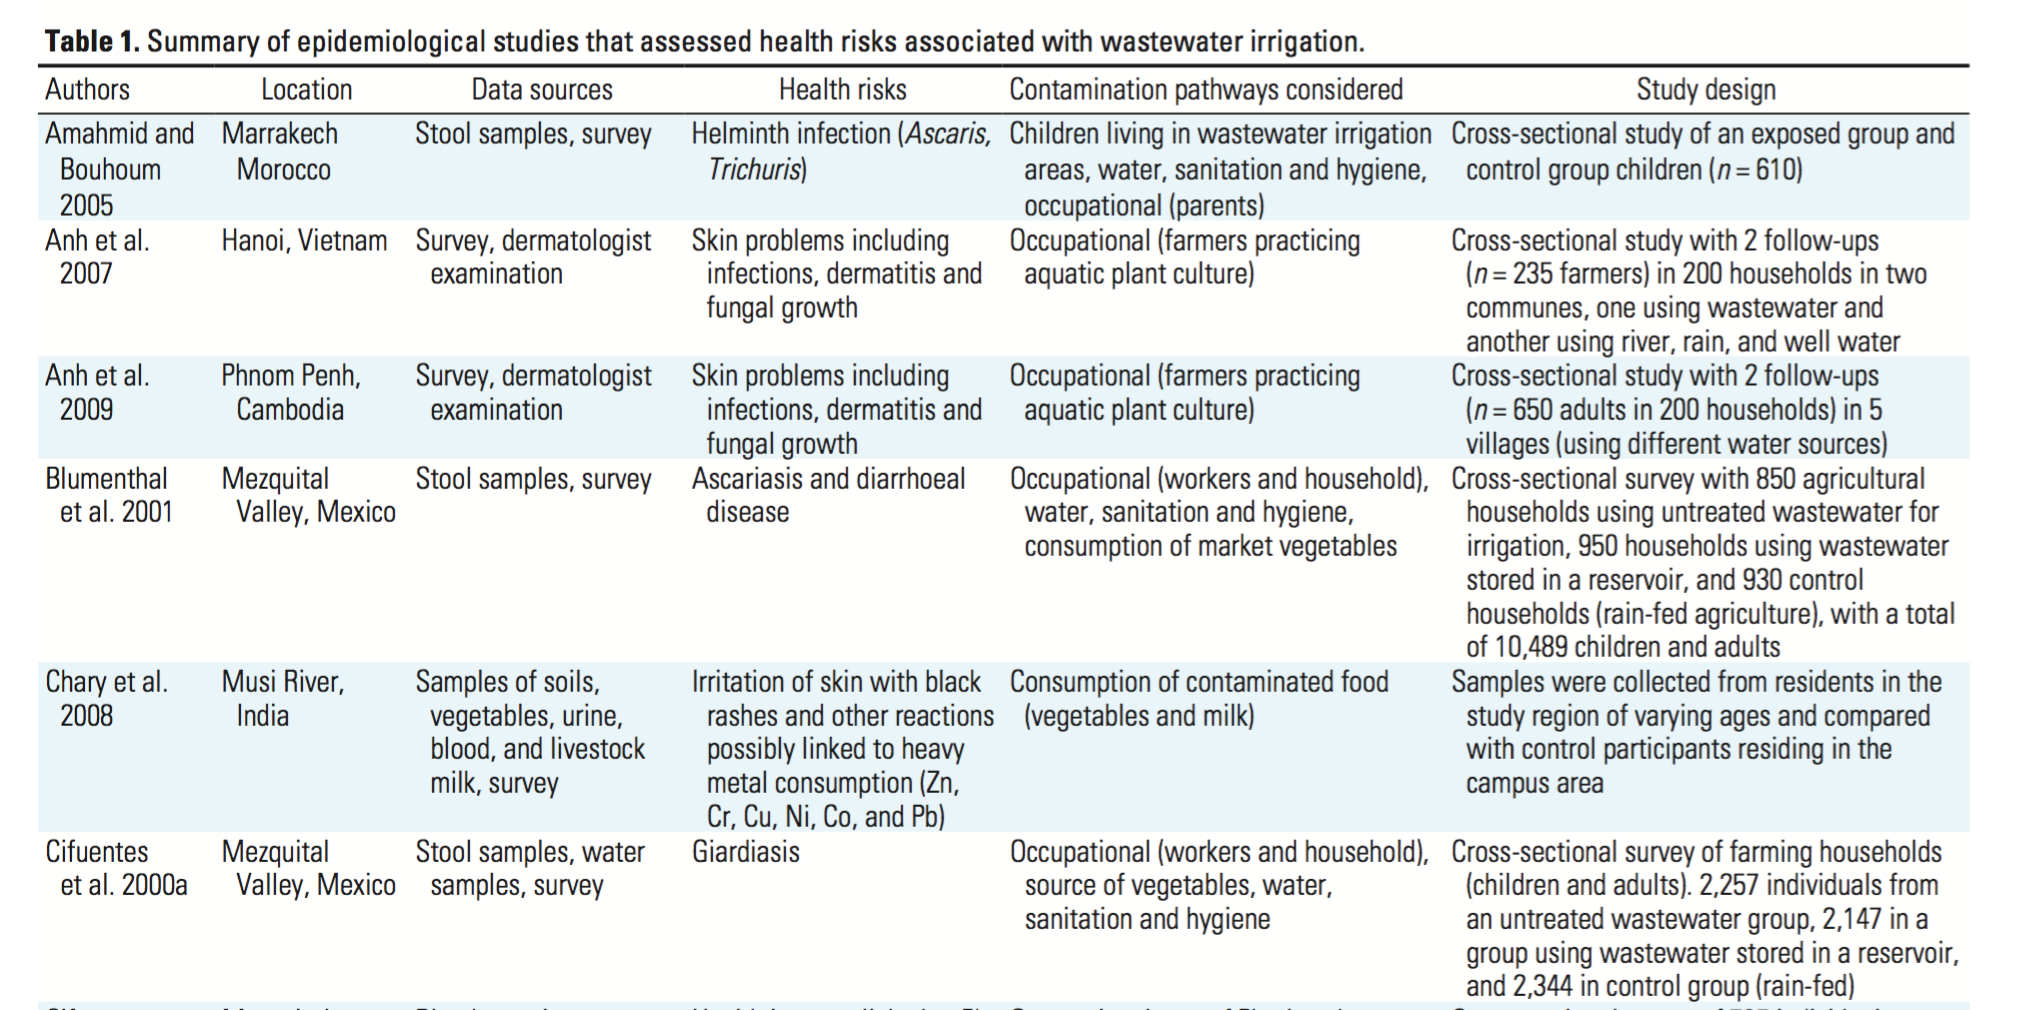 Table 1. Summary of epidemiological studies that assessed health risks associated with wastewater irrigation.
Authors Location Data sources Health risks Contamination pathways considered Study design
Amahmid and Marrakech Stool samples, survey Helminth infection (Ascaris, Children living in wastewater irrigation Cross-sectional study of an exposed group and
Bouhoum Morocco Trichuris) areas, water, sanitation and hygiene, control group children (n = 610)
2005 occupational (parents)
Anh et al. Hanoi, Vietnam Survey, dermatologist Skin problems including Occupational (farmers practicing Cross-sectional study with 2 follow-ups
2007 examination infections, dermatitis and aquatic plant culture) (n = 235 farmers) in 200 households in two
fungal growth communes, one using wastewater and
another using river, rain, and well water
Anh et al. Phnom Penh, Survey, dermatologist Skin problems including Occupational (farmers practicing Cross-sectional study with 2 follow-ups
2009 Cambodia examination infections, dermatitis and aquatic plant culture) (n = 650 adults in 200 households) in 5
fungal growth villages (using different water sources)
Blumenthal Mezquital Stool samples, survey Ascariasis and diarrhoeal Occupational (workers and household), Cross-sectional survey with 850 agricultural
et al. 2001 Valley, Mexico disease water, sanitation and hygiene, households using untreated wastewater for
consumption of market vegetables irrigation, 950 households using wastewater
stored in a reservoir, and 930 control
households (rain-fed agriculture), with a total
of 10,489 children and adults
Chary et al. Musi River, Samples of soils, Irritation of skin with black Consumption of contaminated food Samples were collected from residents in the
2008 India vegetables, urine, rashes and other reactions (vegetables and milk) study region of varying ages and compared
blood, and livestock possibly linked to heavy with control participants residing in the
milk, survey metal consumption (Zn, campus area
Cr, Cu, Ni, Co, and Pb)
Cifuentes Mezquital Stool samples, water Giardiasis Occupational (workers and household), Cross-sectional survey of farming households
et al. 2000a Valley, Mexico samples, survey source of vegetables, water, (children and adults). 2,257 individuals from
sanitation and hygiene an untreated wastewater group, 2,147 in a
group using wastewater stored in a reservoir,
and 2,344 in control group (rain-fed)